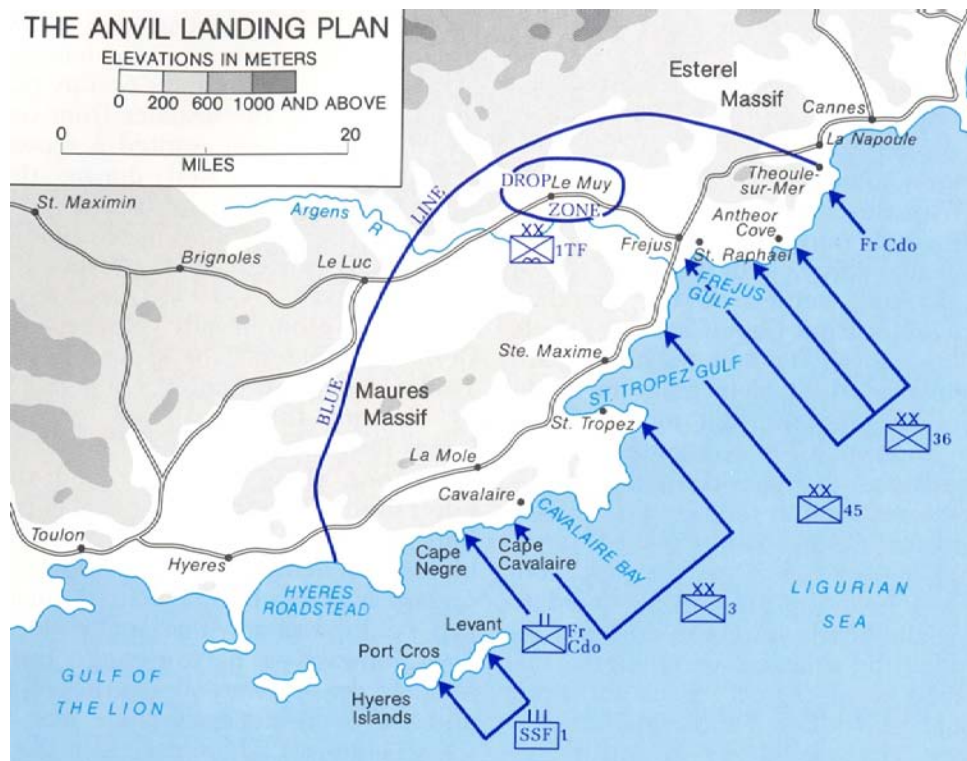 THE ANVIL LANDING PLAN
ELEVATIONS IN METERS
0 200 600 1000 AND ABOVE
0 20
MILES
Esterel
Massif
Cannes
La Napoule
Theoule-
sur-Mer
Antheor
Cove
Fr Cdo
St. Maximin
Argens
R
BLUE LINE
DROP
ZONE
Le Muy
XX
1TF
Frejus
St. Raphael
FREJUS
GULF
Brignoles
Le Luc
Ste. Maxime
ST. TROPEZ GULF
St. Tropez
Maures
Massif
XX
36
La Mole
Cavalaire
XX
45
Toulon
Hyeres
CAVALAIRE BAY
Cape
Negre
Cape
Cavalaire
HYERES
ROADSTEAD
XX
3
LIGURIAN
SEA
II
Fr
Cdo
Levant
Port Cros
Hyeres
Islands
GULF OF
THE LION
III
SSF 1